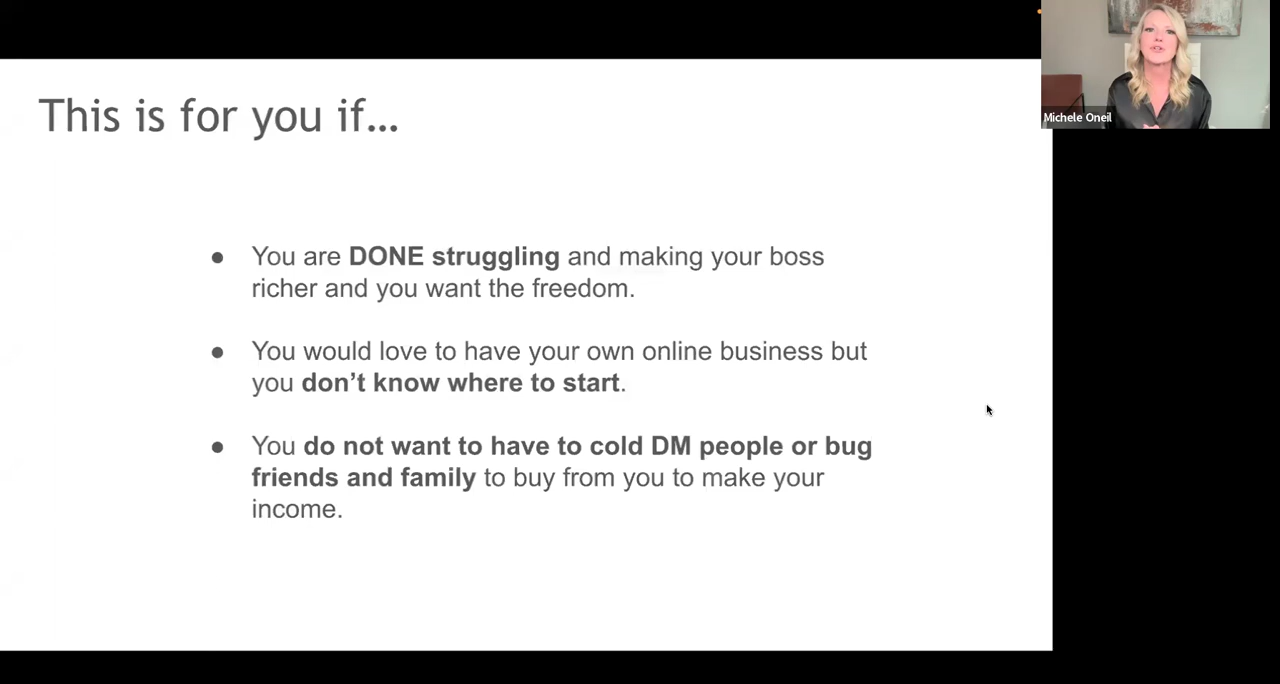 This is for you if...
● You are DONE struggling and making your boss
richer and you want the freedom.
● You would love to have your own online business but
you don’t know where to start.
● You do not want to have to cold DM people or bug
friends and family to buy from you to make your
income.
Michele Oneil